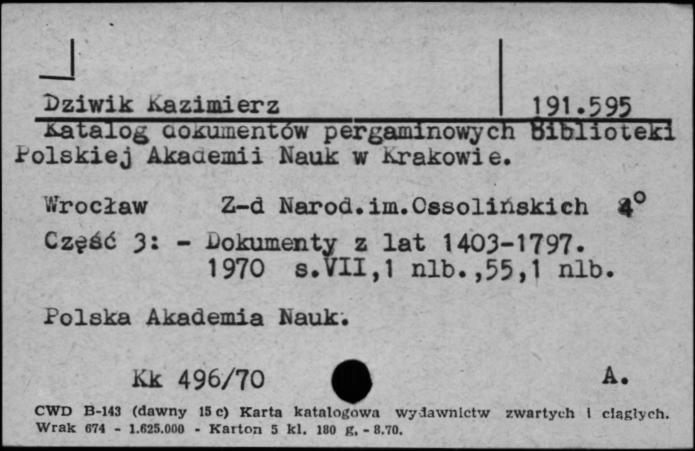 Dziwik Kazimierz 191.595
Katalog dokumentów pergaminowych Biblioteki
Polskiej Akademii Nauk w Krakowie.
Wrocław Z-d Narod.im.Ossolińskich 4°
Część 3: - Dokumenty z lat 1403-1797.
1970 s.VII,1 nlb.,55,1 nlb.
Polska Akademia Nauk.
Kk 496/70 A.
CWD B-143 (dawny 15 c) Karta katalogowa wydawnictw zwartych i ciągłych.
Wrak 674 - 1.625.000 - Karton 5 kl. 180 g. - 8.70.